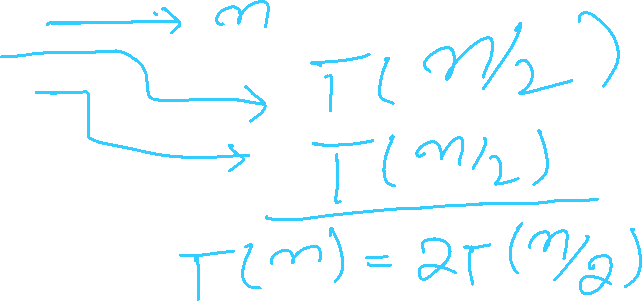 n
T(n/2)
T(n/2)
T(n) = 2T(n/2)